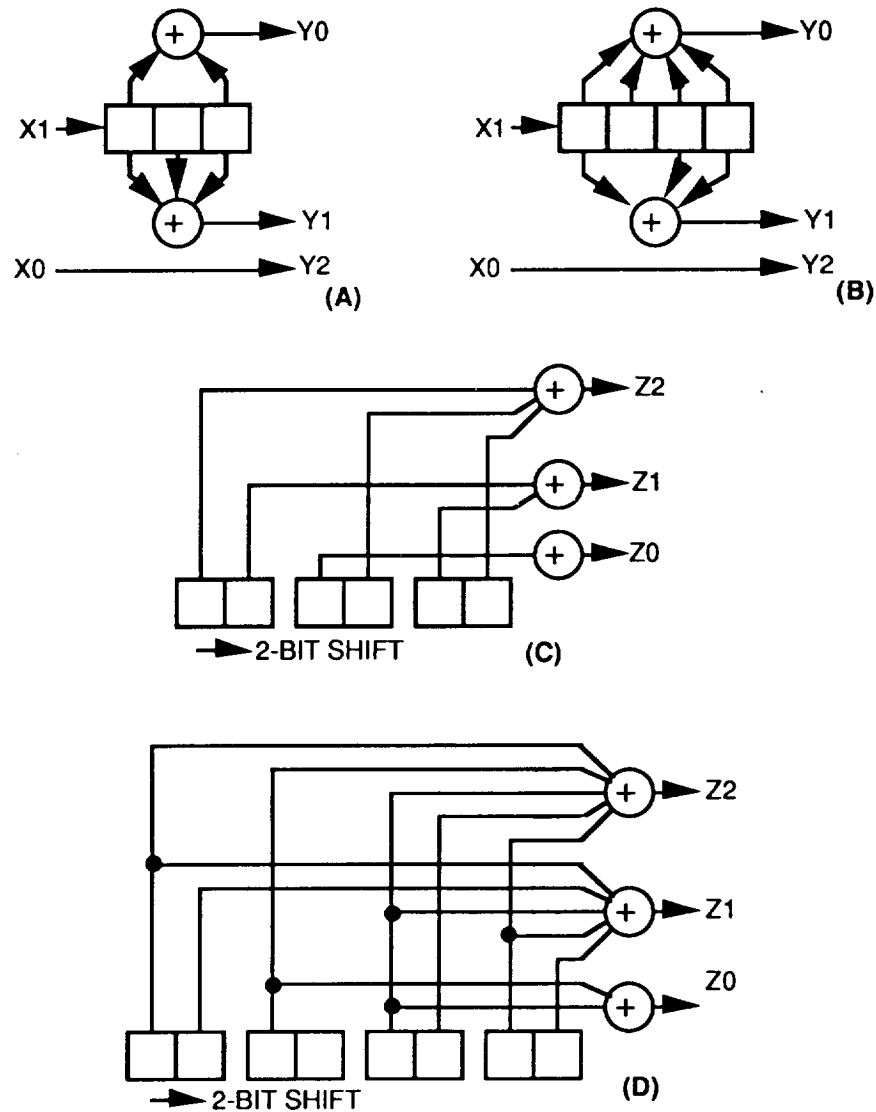 + Y0
X1
+ Y1
X0 Y2
(A)
+ Y0
X1
+ Y1
X0 Y2
(B)
+ Z2
+ Z1
+ Z0
2-BIT SHIFT
(C)
+ Z2
+ Z1
+ Z0
2-BIT SHIFT
(D)